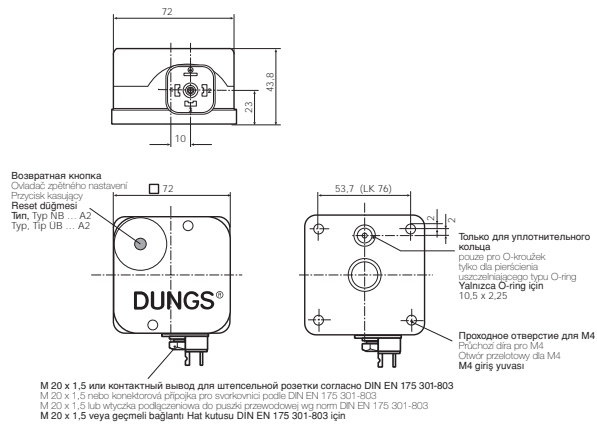 72
43,8
23
10
Возвратная кнопка
Ovladač zpětného nastavení
Przycisk kasujący
Reset düğmesi
Тип, Typ NB … A2
Typ, Tip ÜB … A2
72
DUNGS®
53,7 (LK 76)
2
2
Только для уплотнительного
кольца
pouze pro O-kroužek
tylko dla pierścienia
uszczelniającego typu O-ring
Yalnızca O-ring için
10,5 x 2,25
Проходное отверстие для M4
Průchozí díra pro M4
Otwór przelotowy dla M4
M4 giriş yuvası
M 20 x 1,5 или контактный вывод для штепсельной розетки согласно DIN EN 175 301-803
M 20 x 1,5 nebo konektorová přípojka pro svorkovnici podle DIN EN 175 301-803
M 20 x 1,5 lub wtyczka podłączeniowa do puszki przewodowej wg norm DIN EN 175 301-803
M 20 x 1,5 veya geçmeli bağlantı Hat kutusu DIN EN 175 301-803 için